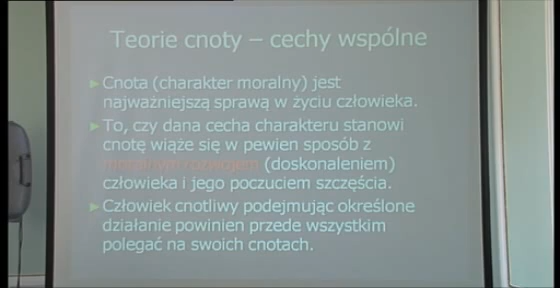 Teorie cnoty – cechy wspólne
Cnota (charakter moralny) jest
najważniejszą sprawą w życiu człowieka.
To, czy dana cecha charakteru stanowi
cnotę wiąże się w pewien sposób z
moralnym rozwojem (doskonaleniem)
człowieka i jego poczuciem szczęścia.
Człowiek cnotliwy podejmując określone
działanie powinien przede wszystkim
polegać na swoich cnotach.